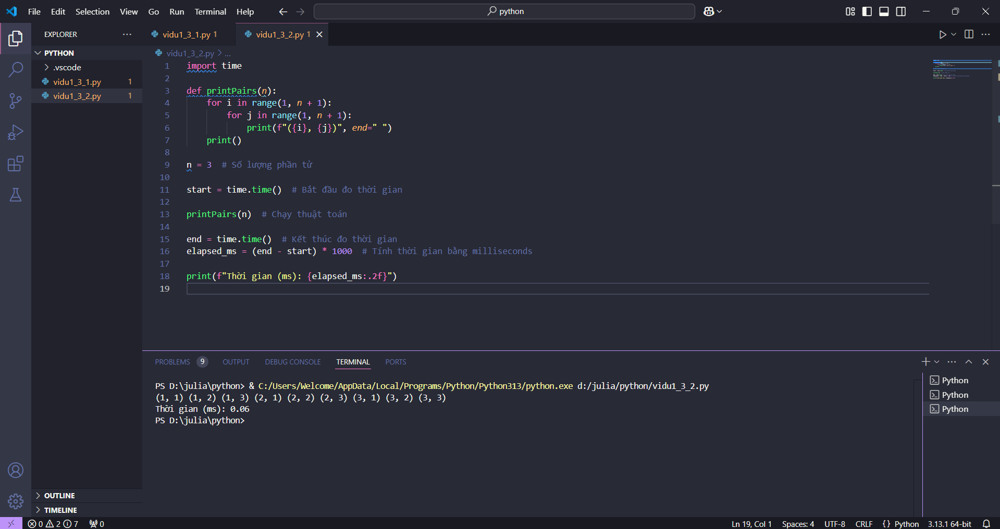 File Edit Selection View Go Run Terminal Help python
EXPLORER
vidu1_3_1.py 1
vidu1_3_2.py 1
PYTHON
.vscode
vidu1_3_1.py 1
vidu1_3_2.py 1
vidu1_3_2.py > ...
1 import time
2
3 def printPairs(n):
4 for i in range(1, n + 1):
5 for j in range(1, n + 1):
6 print(f"({i}, {j})", end=" ")
7 print()
8
9 n = 3 # Số lượng phần tử
10
11 start = time.time() # Bắt đầu đo thời gian
12
13 printPairs(n) # Chạy thuật toán
14
15 end = time.time() # Kết thúc đo thời gian
16 elapsed_ms = (end - start) * 1000 # Tính thời gian bằng milliseconds
17
18 print(f"Thời gian (ms): {elapsed_ms:.2f}")
19
PROBLEMS 9 OUTPUT DEBUG CONSOLE TERMINAL PORTS
PS D:\julia\python> & C:/Users/Welcome/AppData/Local/Programs/Python/Python313/python.exe d:/julia/python/vidu1_3_2.py
(1, 1) (1, 2) (1, 3) (2, 1) (2, 2) (2, 3) (3, 1) (3, 2) (3, 3)
Thời gian (ms): 0.06
PS D:\julia\python>
Python
Python
Python
OUTLINE
TIMELINE
0 2 7 0 Ln 19, Col 1 Spaces: 4 UTF-8 CRLF {} Python 3.13.1 64-bit